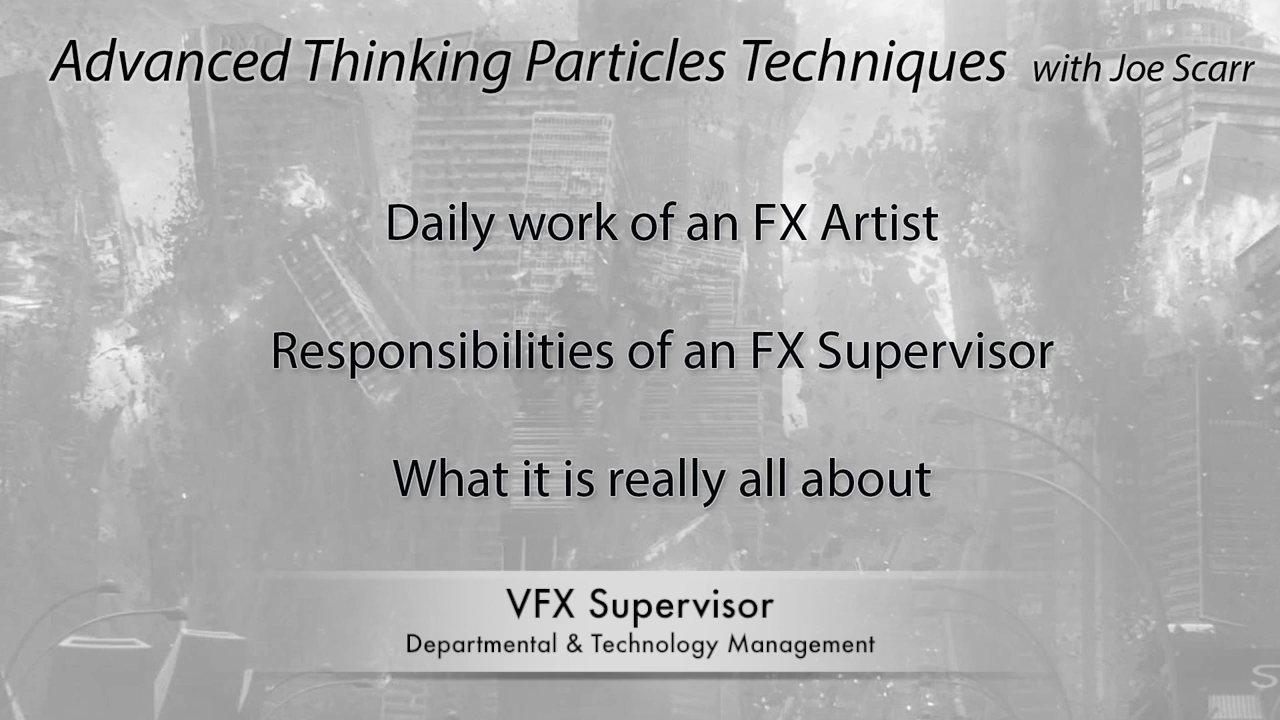 Advanced Thinking Particles Techniques with Joe Scarr
Daily work of an FX Artist
Responsibilities of an FX Supervisor
What it is really all about
VFX Supervisor
Departmental & Technology Management